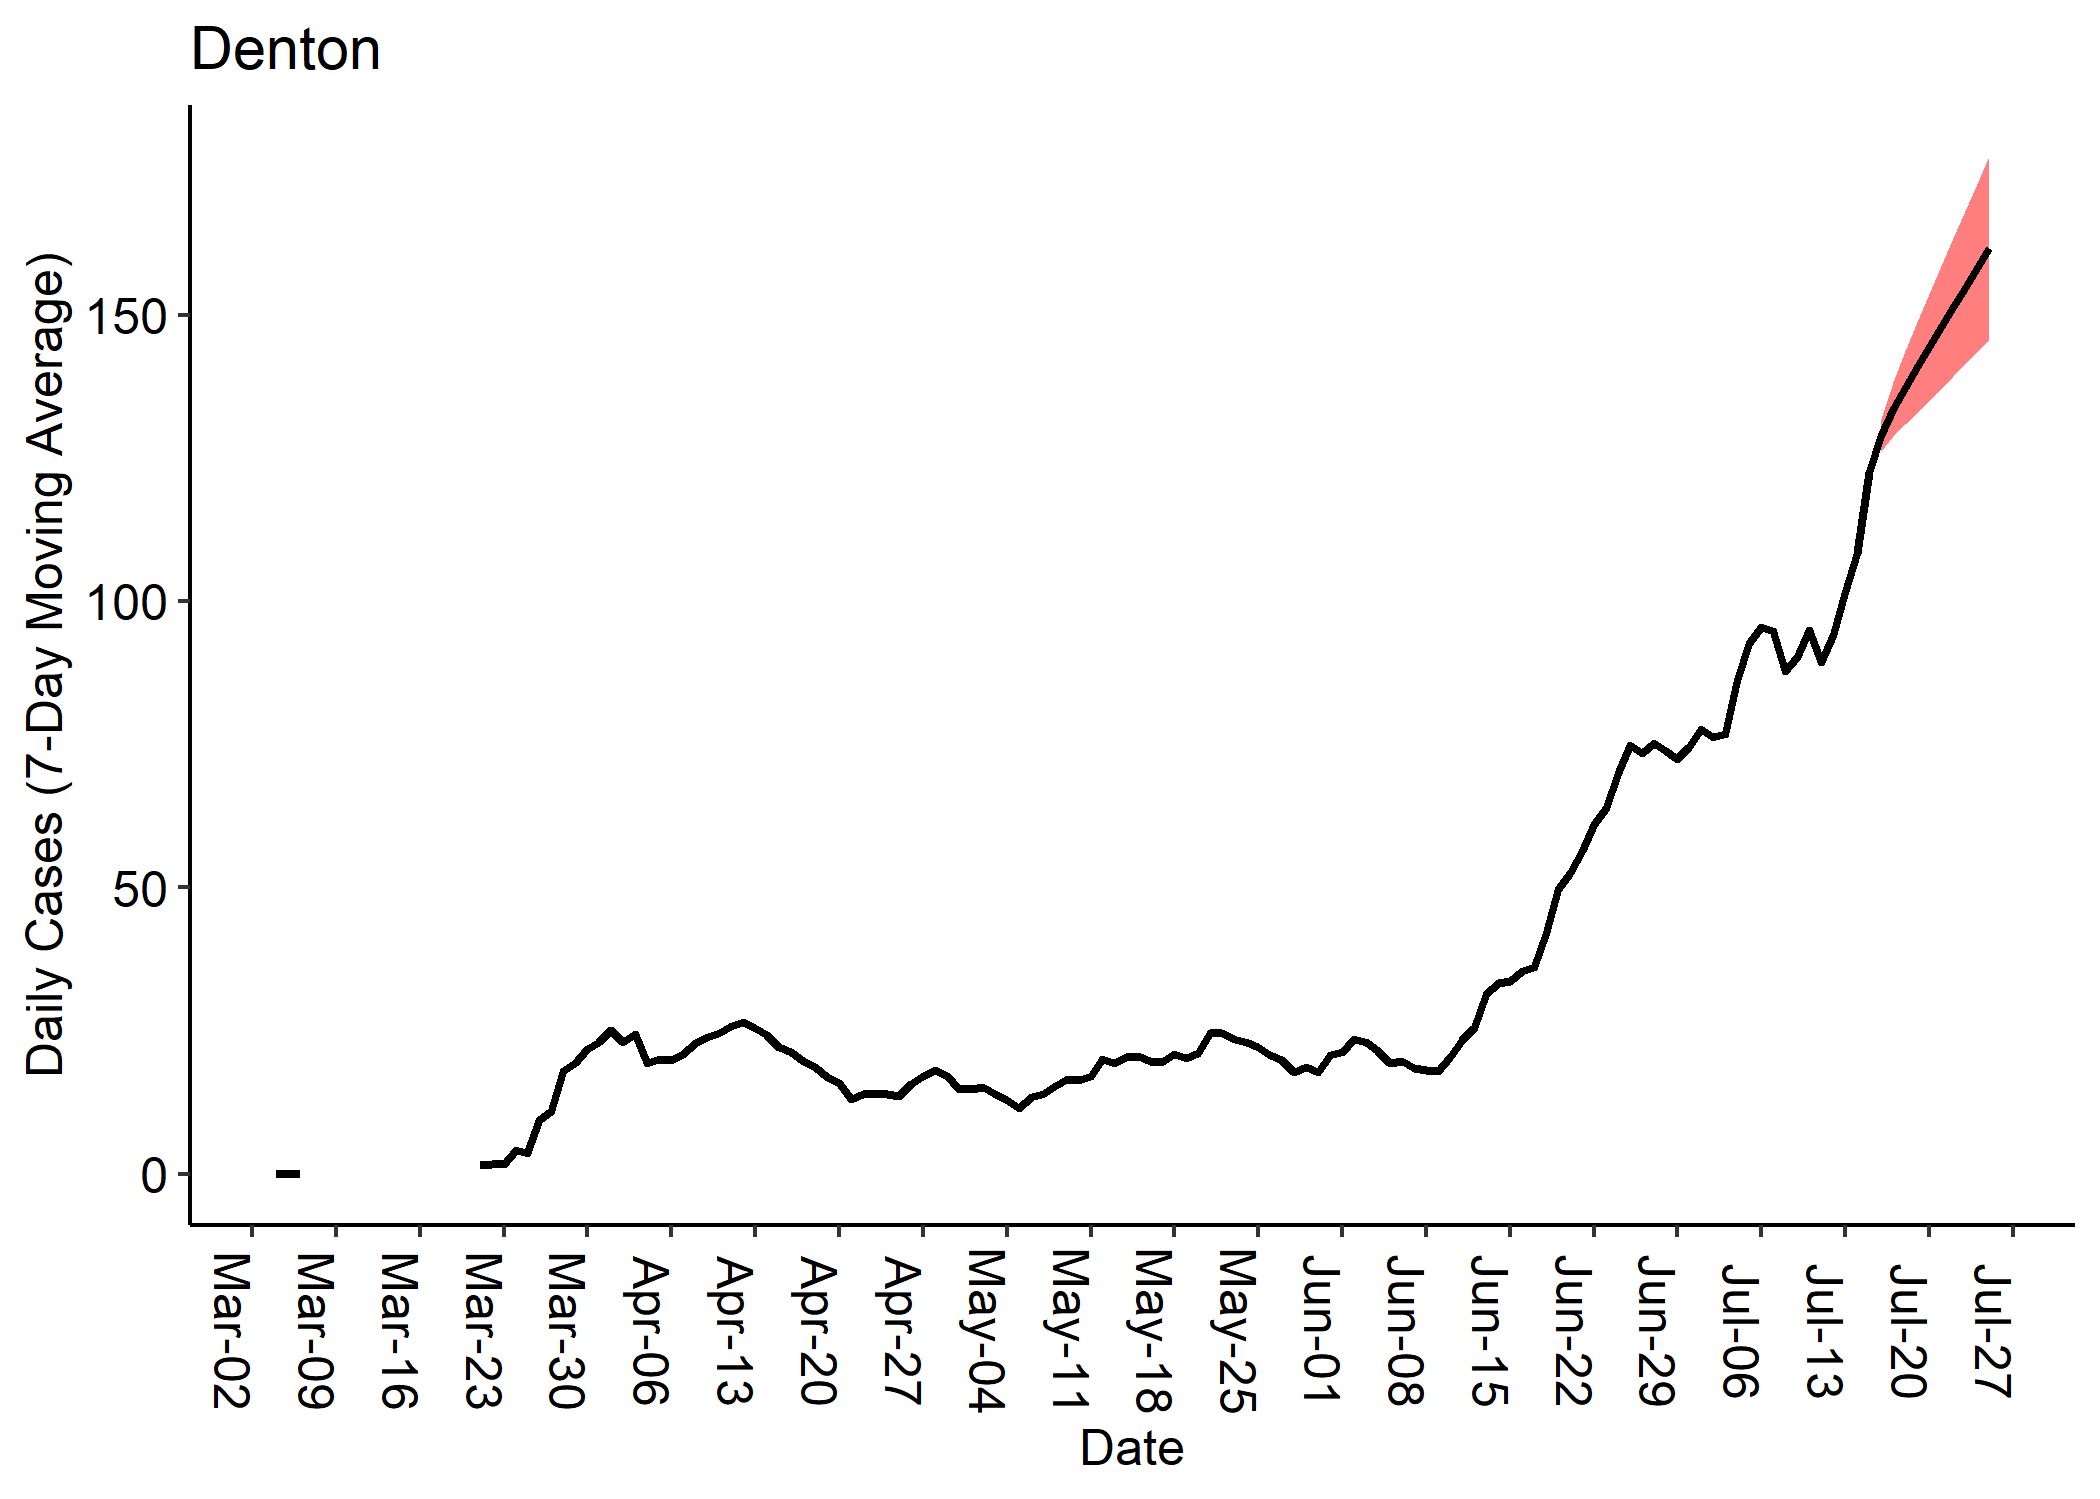 Denton
Daily Cases (7-Day Moving Average)
150
100
50
0
Mar-02
Mar-09
Mar-16
Mar-23
Mar-30
Apr-06
Apr-13
Apr-20
Apr-27
May-04
May-11
May-18
May-25
Jun-01
Jun-08
Jun-15
Jun-22
Jun-29
Jul-06
Jul-13
Jul-20
Jul-27
Date